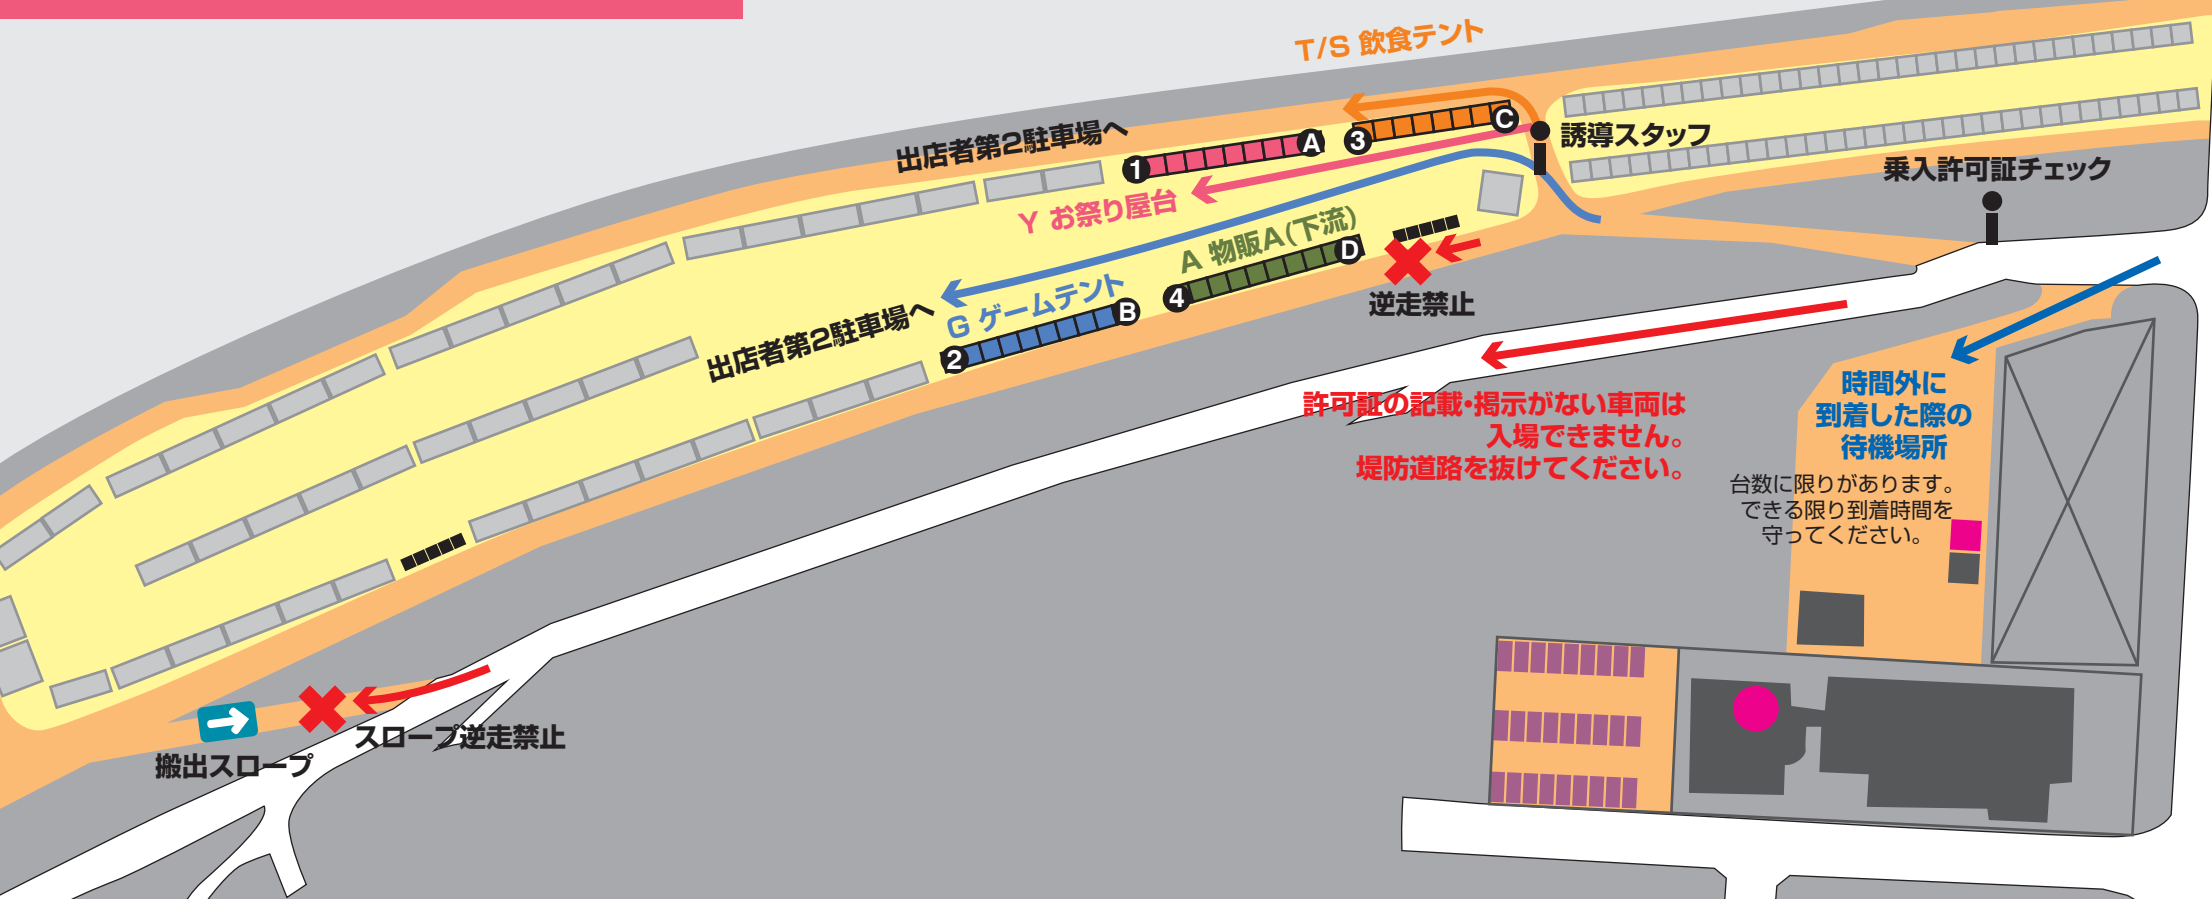 T/S 飲食テント
出店者第2駐車場へ
1
A
3
C
誘導スタッフ
乗入許可証チェック
Y お祭り屋台
A 物販A(下流)
D
4
逆走禁止
出店者第2駐車場へ
G ゲームテント
B
2
許可証の記載・掲示がない車両は
入場できません。
堤防道路を抜けてください。
時間外に
到着した際の
待機場所
台数に限りがあります。
できる限り到着時間を
守ってください。
スロープ逆走禁止
搬出スロープ